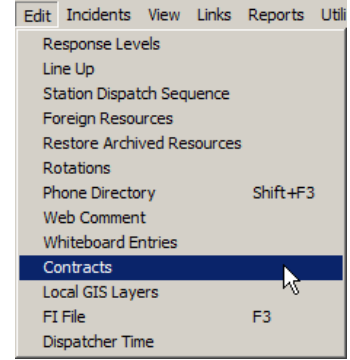 Edit Incidents View Links Reports Utili
Response Levels
Line Up
Station Dispatch Sequence
Foreign Resources
Restore Archived Resources
Rotations
Phone Directory Shift+F3
Web Comment
Whiteboard Entries
Contracts
Local GIS Layers
FI File F3
Dispatcher Time